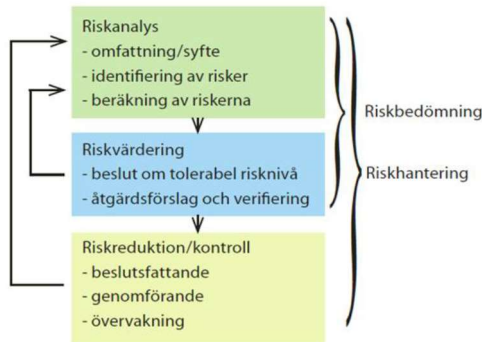 Riskanalys
- omfattning/syfte
- identifiering av risker
- beräkning av riskerna
Riskbedömning
Riskvärdering
- beslut om tolerabel risknivå
- åtgärdsförslag och verifiering
Riskhantering
Riskreduktion/kontroll
- beslutsfattande
- genomförande
- övervakning